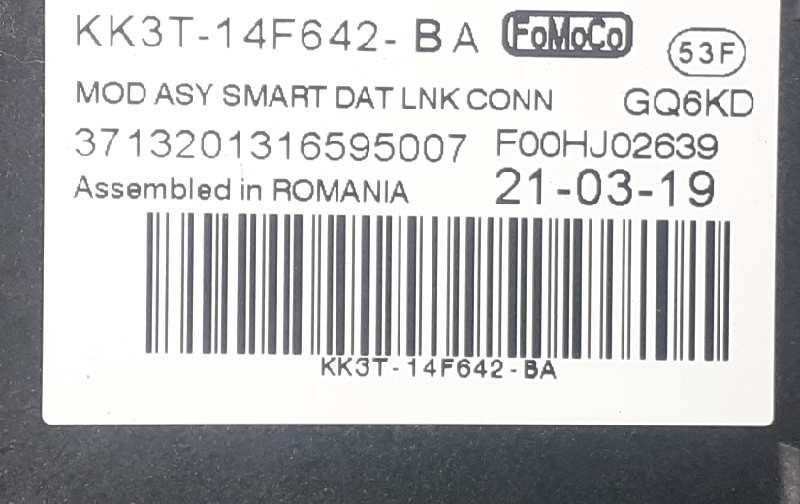 KK3T-14F642-BA FoMoCo 53F
MOD ASY SMART DAT LNK CONN GQ6KD
3713201316595007 F00HJ02639
Assembled in ROMANIA 21-03-19
KK3T-14F642-BA